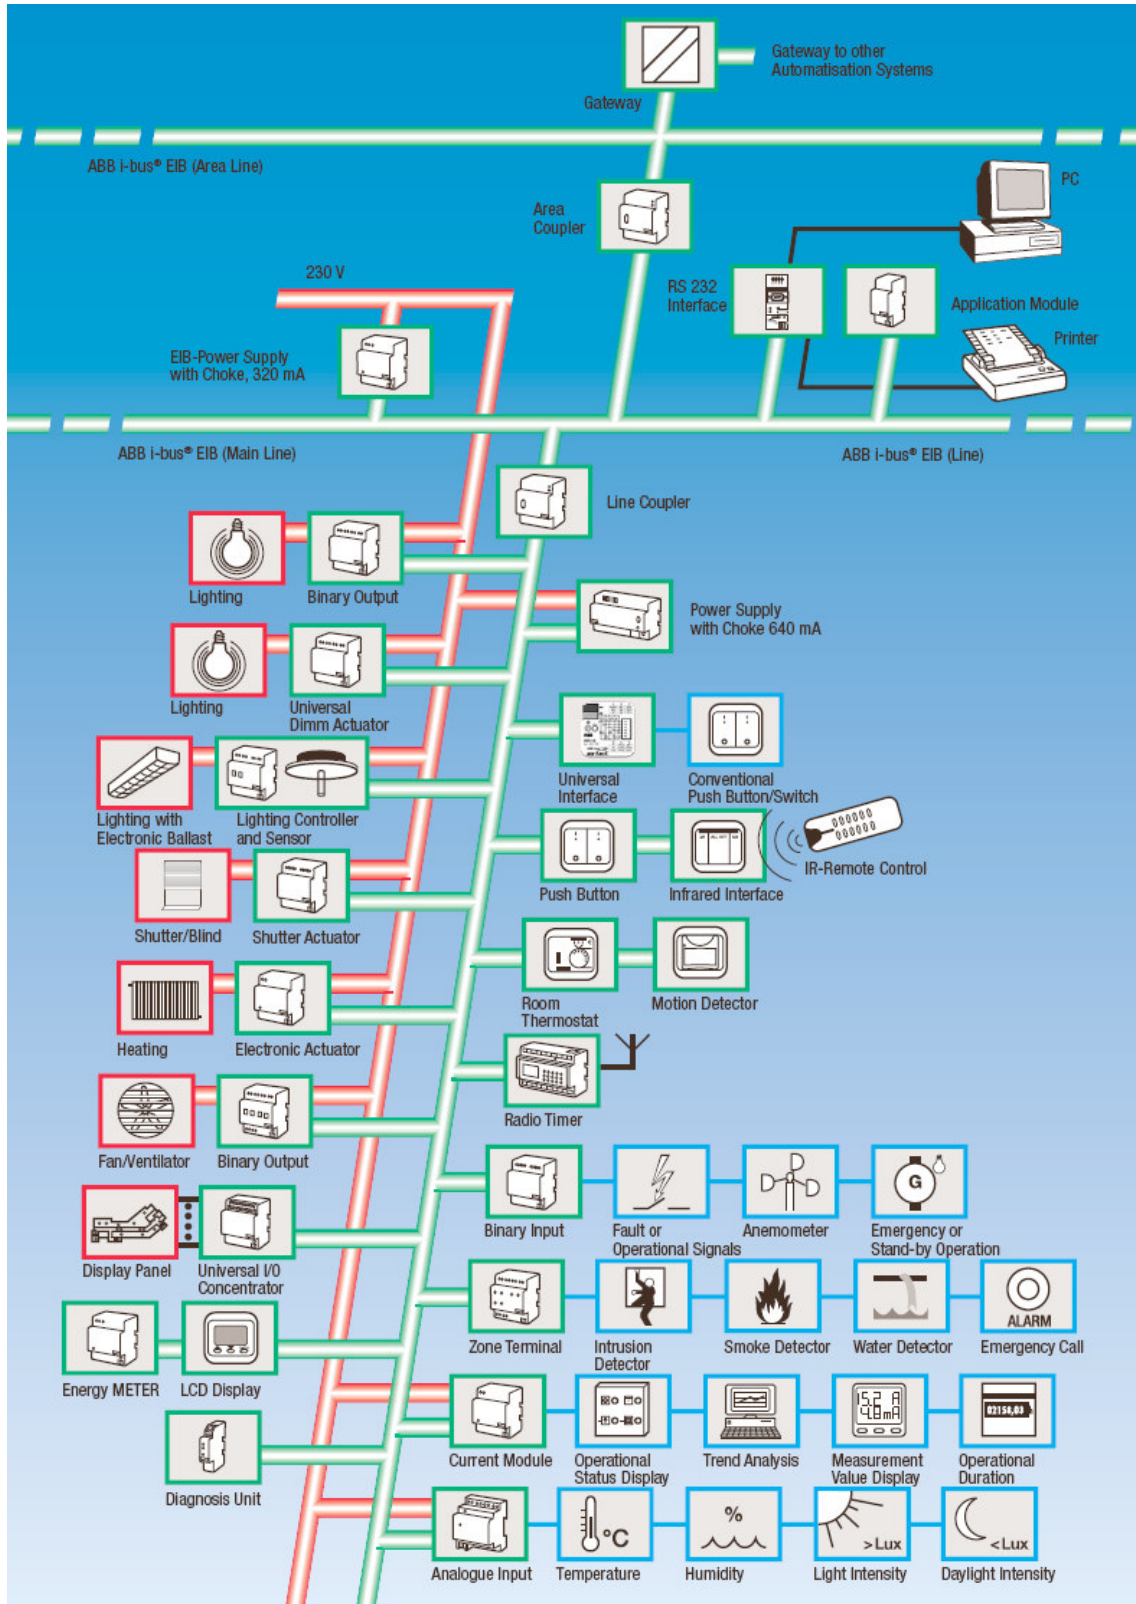 Gateway to other
Automatisation Systems
Gateway
ABB i-bus® EIB (Area Line)
PC
Area
Coupler
230 V
RS 232
Interface
Application Module
Printer
EIB-Power Supply
with Choke, 320 mA
ABB i-bus® EIB (Main Line)
ABB i-bus® EIB (Line)
Line Coupler
Lighting
Binary Output
Power Supply
with Choke 640 mA
Lighting
Universal
Dimm Actuator
Universal
Interface
Conventional
Push Button/Switch
Lighting with
Electronic Ballast
Lighting Controller
and Sensor
IR-Remote Control
Push Button
Infrared Interface
Shutter/Blind
Shutter Actuator
Room
Thermostat
Motion Detector
Heating
Electronic Actuator
Radio Timer
Fan/Ventilator
Binary Output
G
Binary Input
Fault or
Operational Signals
Anemometer
Emergency or
Stand-by Operation
Display Panel
Universal I/O
Concentrator
ALARM
Zone Terminal
Intrusion
Detector
Smoke Detector
Water Detector
Emergency Call
Energy METER
LCD Display
15.2 A
4.8mA
02150,03
Current Module
Operational
Status Display
Trend Analysis
Measurement
Value Display
Operational
Duration
Diagnosis Unit
°C
%
>Lux
<Lux
Analogue Input
Temperature
Humidity
Light Intensity
Daylight Intensity